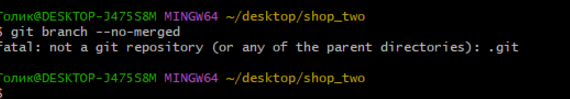 Толик@DESKTOP-J475S8M MINGW64 ~/desktop/shop_two
$ git branch --no-merged
fatal: not a git repository (or any of the parent directories): .git
Толик@DESKTOP-J475S8M MINGW64 ~/desktop/shop_two
$